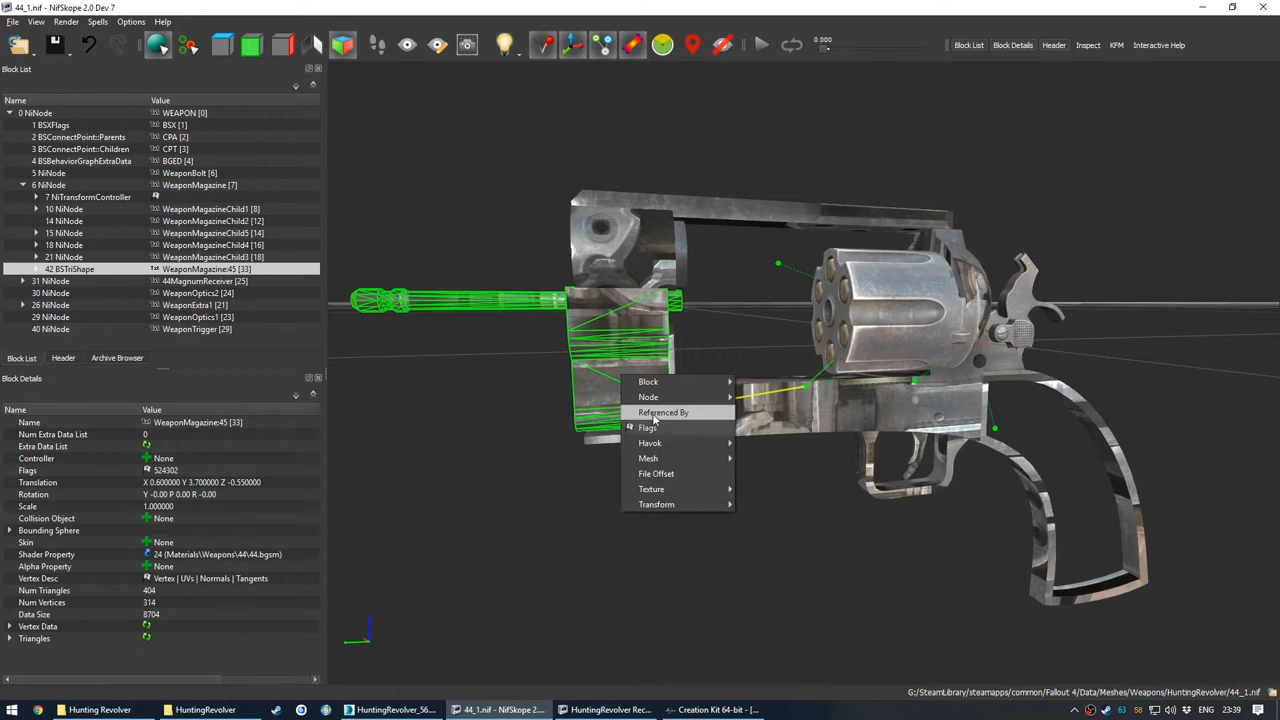 44_1.nif - NifSkope 2.0 Dev 7
File View Render Spells Options Help
0.000
Block List Block Details Header Inspect KFM Interactive Help
Block List
Name Value
0 NiNode WEAPON [0]
1 BSXFlags BSX [1]
2 BSConnectPoint::Parents CPA [2]
3 BSConnectPoint::Children CPT [3]
4 BSBehaviorGraphExtraData BGED [4]
5 NiNode WeaponBolt [6]
6 NiNode WeaponMagazine [7]
7 NiTransformController
10 NiNode WeaponMagazineChild1 [8]
14 NiNode WeaponMagazineChild2 [12]
15 NiNode WeaponMagazineChild5 [14]
18 NiNode WeaponMagazineChild4 [16]
21 NiNode WeaponMagazineChild3 [18]
42 BSTriShape Txt WeaponMagazine:45 [33]
31 NiNode 44MagnumReceiver [25]
30 NiNode WeaponOptics2 [24]
25 NiNode WeaponExtra1 [21]
29 NiNode WeaponOptics1 [23]
40 NiNode WeaponTrigger [29]
Block List Header Archive Browser
Block Details
Name Value
Name WeaponMagazine:45 [33]
Num Extra Data List 0
Extra Data List
Controller None
Flags 524302
Translation X 0.600000 Y 3.700000 Z -0.550000
Rotation Y -0.00 P 0.00 R -0.00
Scale 1.000000
Collision Object None
Bounding Sphere
Skin None
Shader Property 24 (Materials\Weapons\44\44.bgsm)
Alpha Property None
Vertex Desc Vertex | UVs | Normals | Tangents
Num Triangles 404
Num Vertices 314
Data Size 8704
Vertex Data
Triangles
Block
Node
Referenced By
Flags
Havok
Mesh
File Offset
Texture
Transform
G:/SteamLibrary/steamapps/common/Fallout 4/Data/Meshes/Weapons/HuntingRevolver/44_1.nif
Hunting Revolver HuntingRevolver HuntingRevolver_56... 44_1.nif - NifSkope 2.... HuntingRevolver Rec... Creation Kit 64-bit - [... ENG 23:39